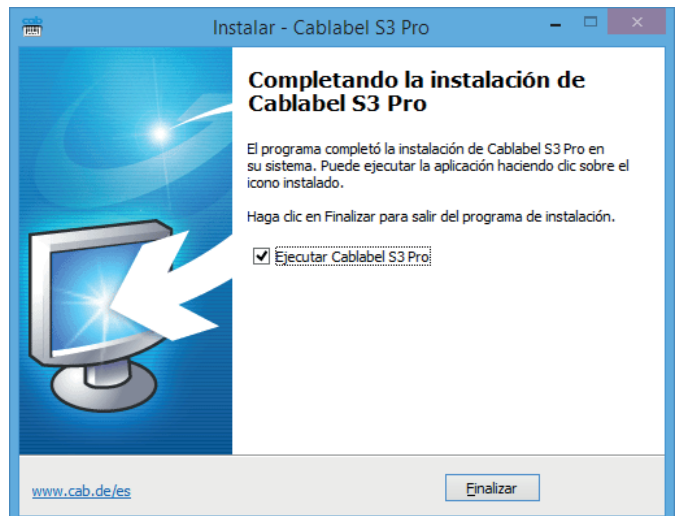 cab
Instalar - Cablabel S3 Pro
Completando la instalación de
Cablabel S3 Pro
El programa completó la instalación de Cablabel S3 Pro en
su sistema. Puede ejecutar la aplicación haciendo clic sobre el
icono instalado.
Haga clic en Finalizar para salir del programa de instalación.
Ejecutar Cablabel S3 Pro
www.cab.de/es
Finalizar